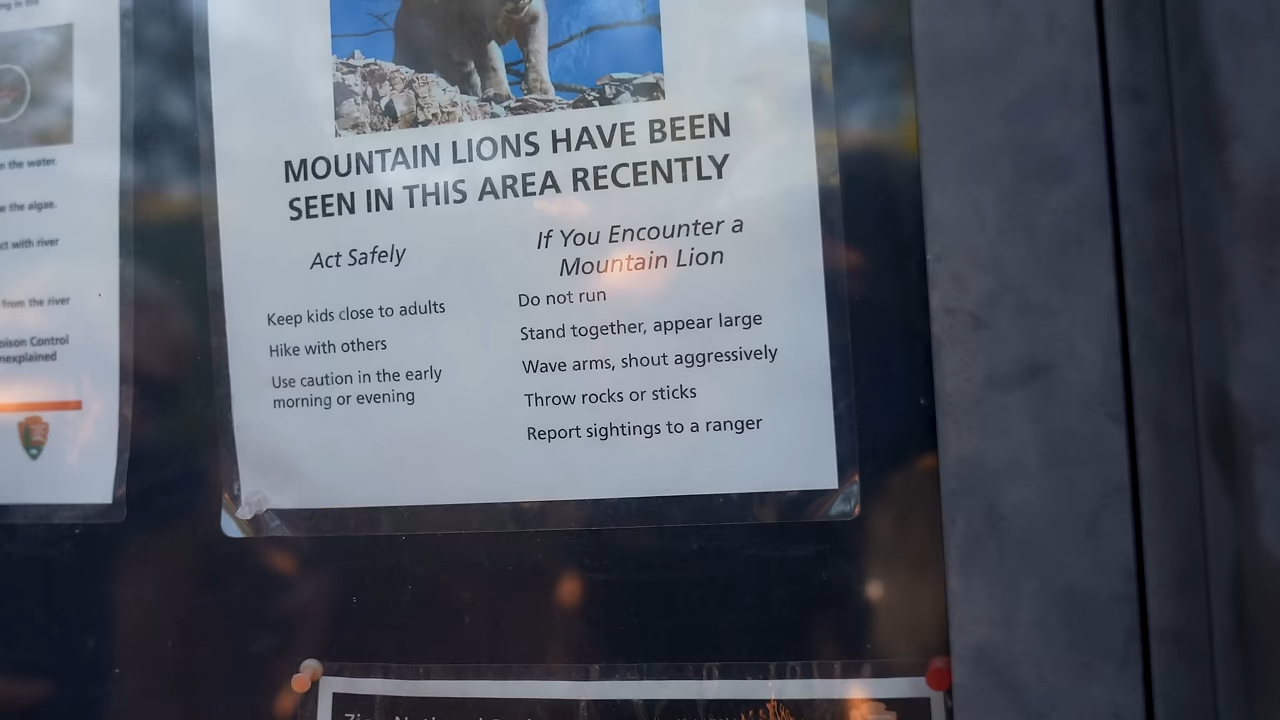 n the water.
w the algae.
ct with river
from the river
oison Control
nexplained
MOUNTAIN LIONS HAVE BEEN
SEEN IN THIS AREA RECENTLY
Act Safely
Keep kids close to adults
Hike with others
Use caution in the early
morning or evening
If You Encounter a
Mountain Lion
Do not run
Stand together, appear large
Wave arms, shout aggressively
Throw rocks or sticks
Report sightings to a ranger